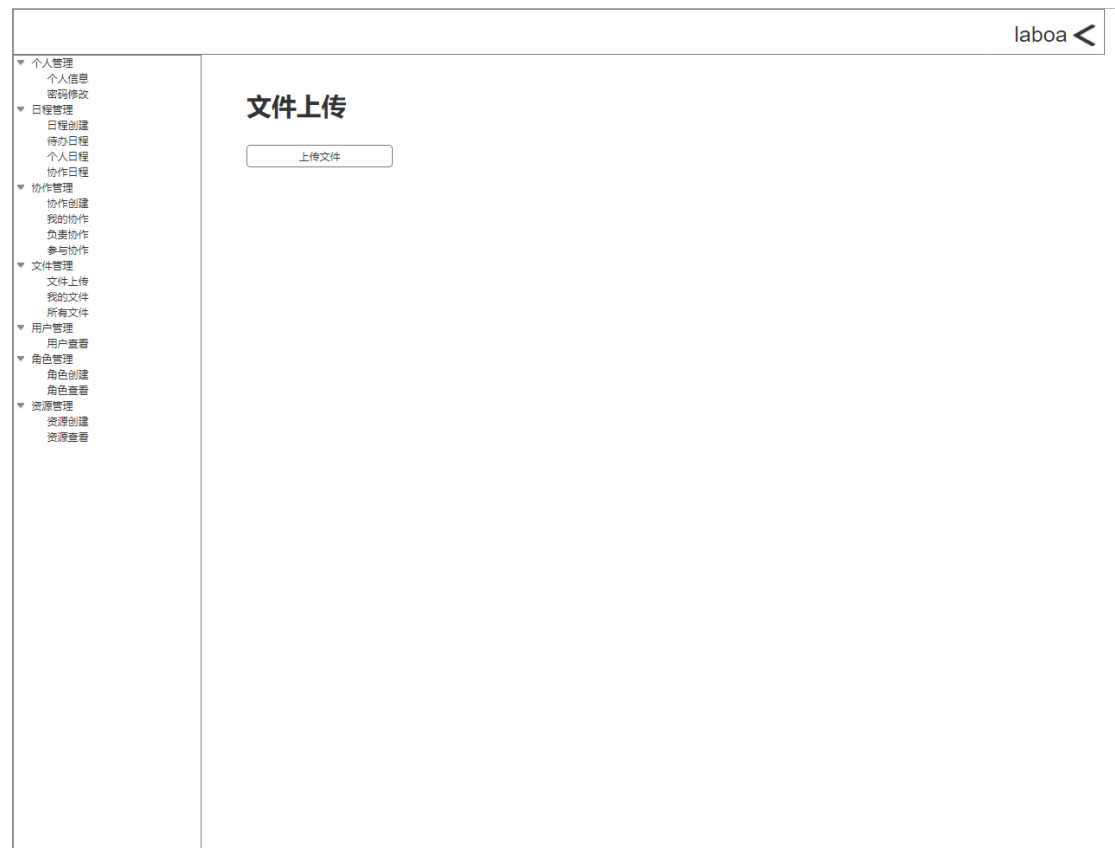 laboa
个人管理
个人信息
密码修改
日程管理
日程创建
待办日程
个人日程
协作日程
协作管理
协作创建
我的协作
负责协作
参与协作
文件管理
文件上传
我的文件
所有文件
用户管理
用户查看
角色管理
角色创建
角色查看
资源管理
资源创建
资源查看
文件上传
上传文件